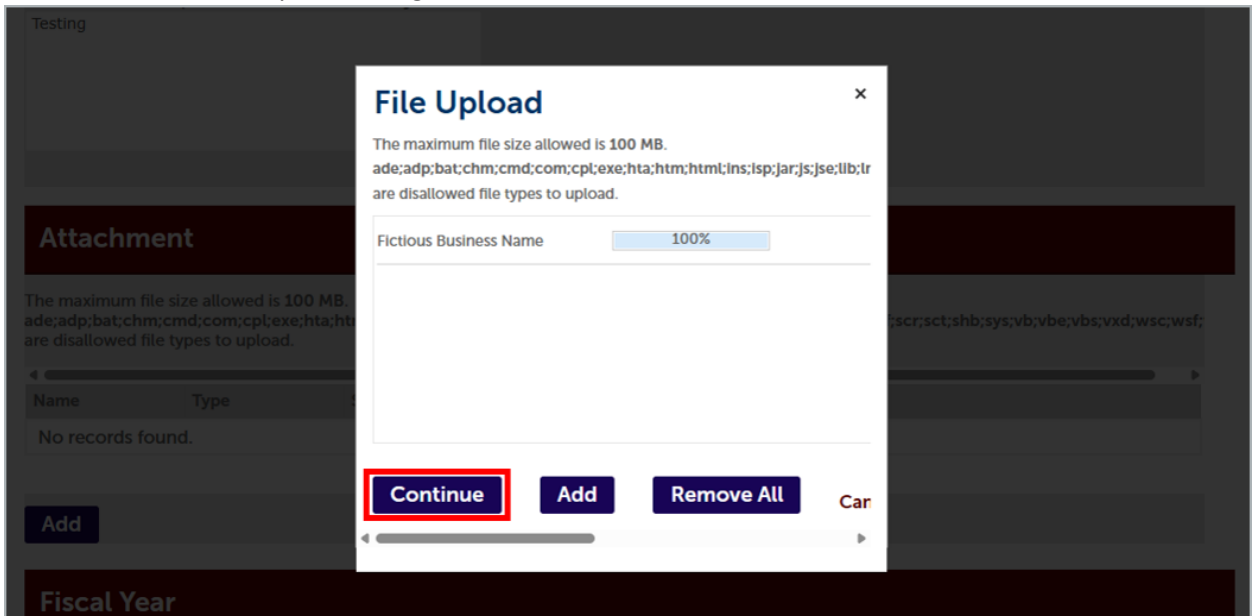 Testing
File Upload
×
The maximum file size allowed is 100 MB.
ade;adp;bat;chm;cmd;com;cpl;exe;hta;htm;html;ins;isp;jar;js;jse;lib;lr
are disallowed file types to upload.
Fictious Business Name 100%
Continue Add Remove All Can
Attachment
The maximum file size allowed is 100 MB.
ade;adp;bat;chm;cmd;com;cpl;exe;hta;ht ;scr;sct;shb;sys;vb;vbe;vbs;vxd;wsc;wsf;
are disallowed file types to upload.
Name Type
No records found.
Add
Fiscal Year